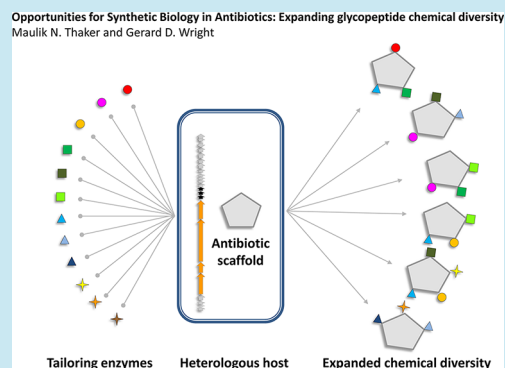 Opportunities for Synthetic Biology in Antibiotics: Expanding glycopeptide chemical diversity
Maulik N. Thaker and Gerard D. Wright
Antibiotic
scaffold
Tailoring enzymes
Heterologous host
Expanded chemical diversity